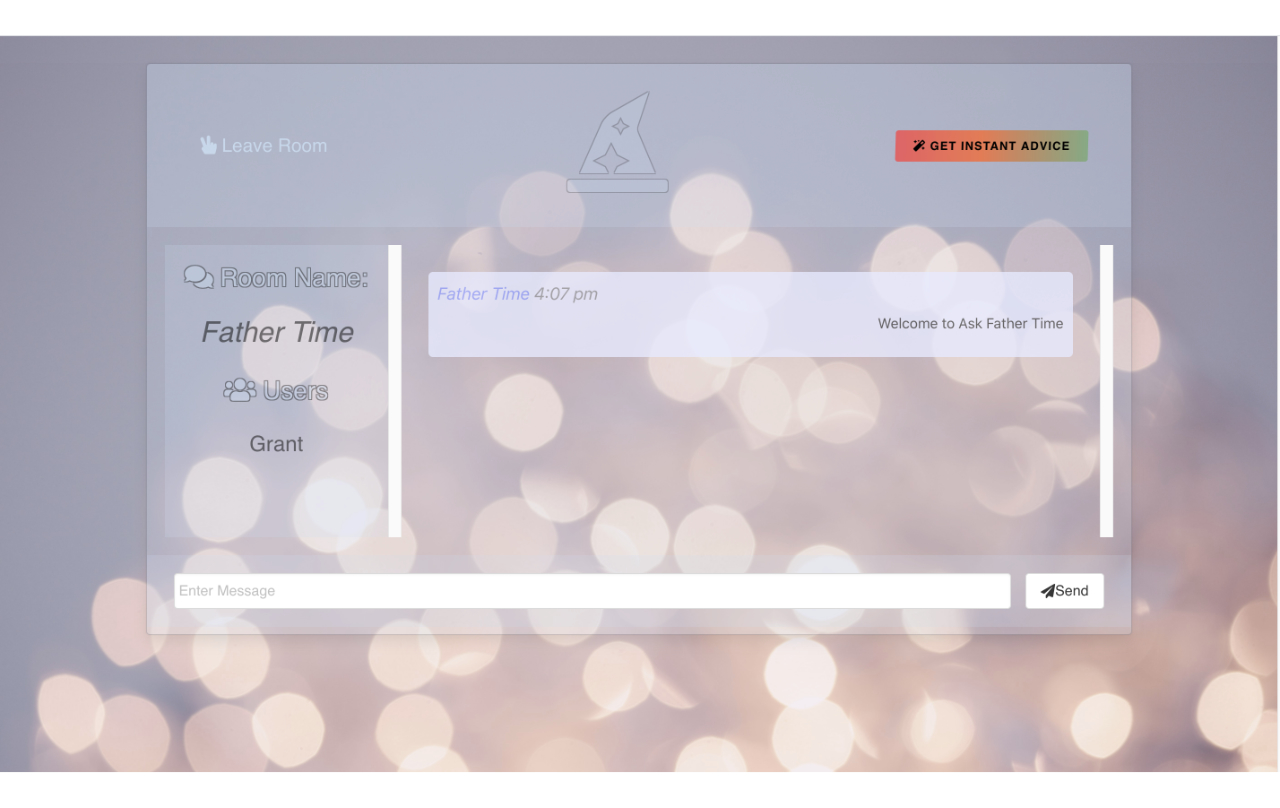 Leave Room
GET INSTANT ADVICE
Room Name:
Father Time
Users
Grant
Father Time 4:07 pm
Welcome to Ask Father Time
Enter Message
Send